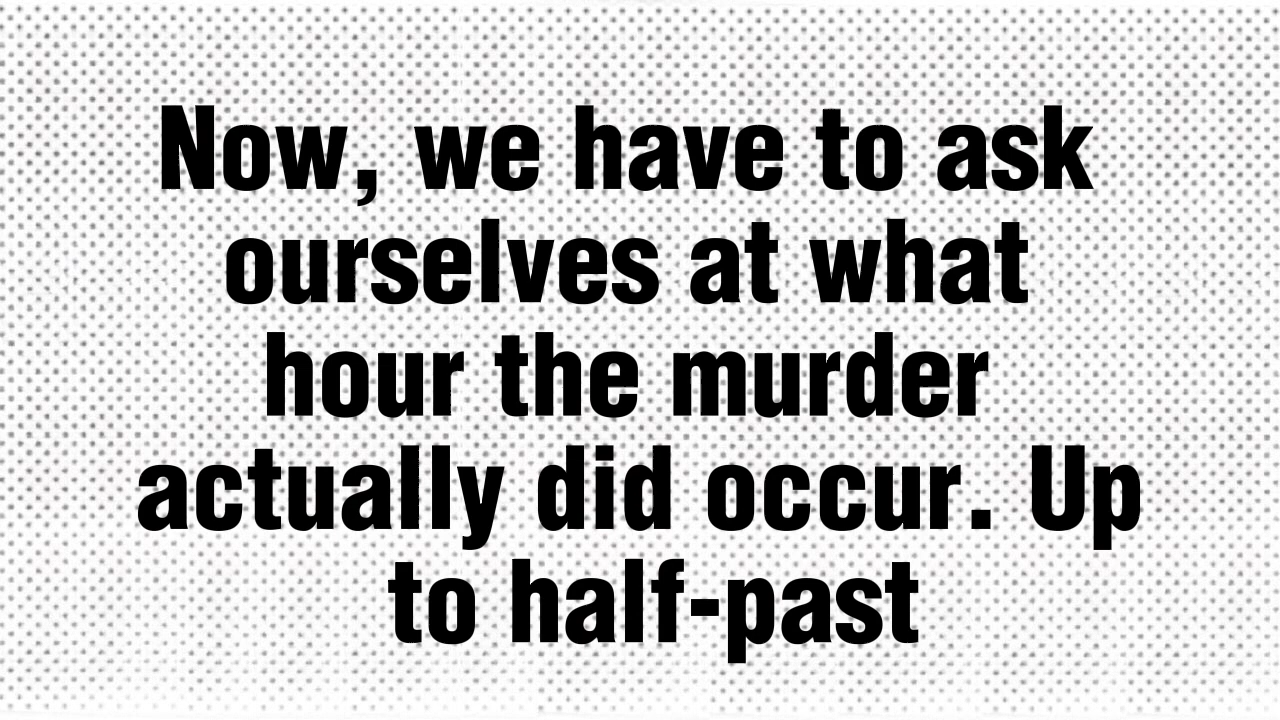 Now, we have to ask
ourselves at what
hour the murder
actually did occur. Up
to half-past